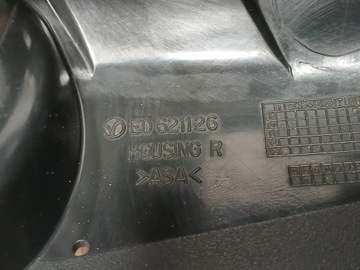 ED 621126
HOUSING R
>ASA<